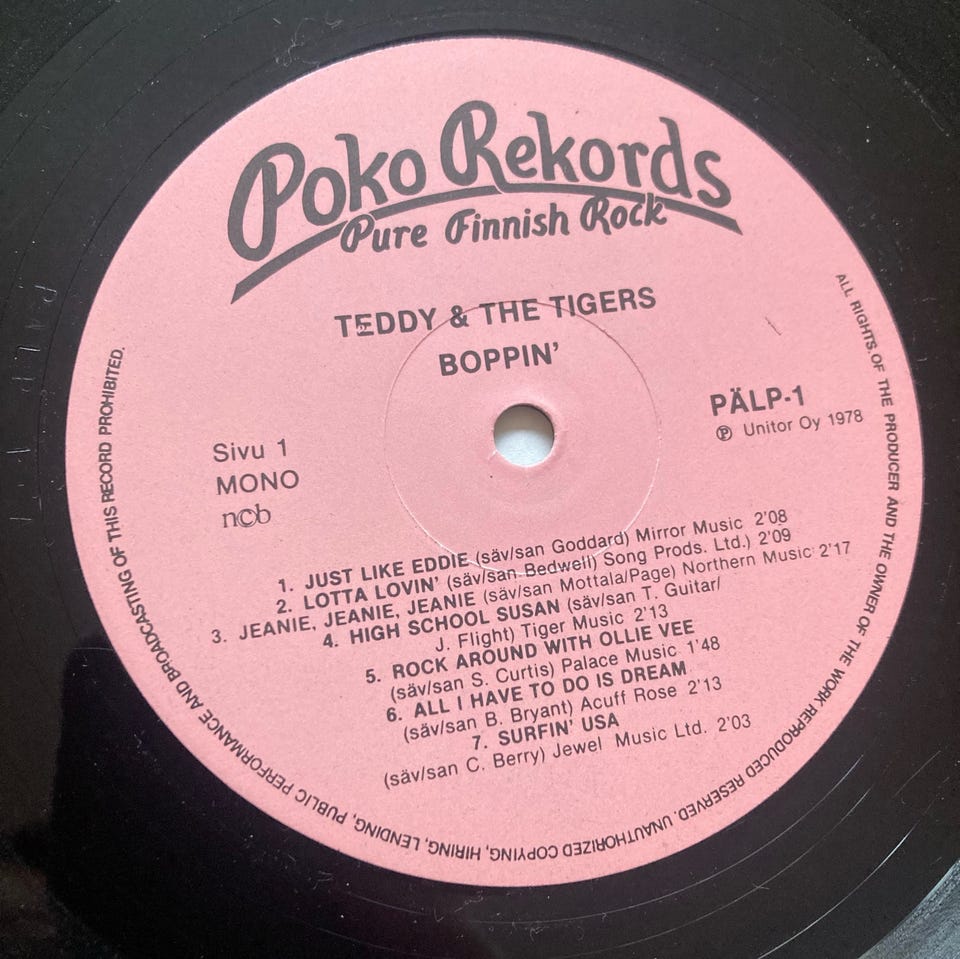 Poko Rekords
Pure Finnish Rock
TEDDY & THE TIGERS
BOPPIN'
PÄLP-1
Ⓟ Unitor Oy 1978
Sivu 1
MONO
ncb
1. JUST LIKE EDDIE (säv/san Goddard) Mirror Music 2'08
2. LOTTA LOVIN' (säv/san Bedwell) Song Prods. Ltd.) 2'09
3. JEANIE, JEANIE, JEANIE (säv/san Mottala/Page) Northern Music 2'17
4. HIGH SCHOOL SUSAN (säv/san T. Guitar/
J. Flight) Tiger Music 2'13
5. ROCK AROUND WITH OLLIE VEE
(säv/san S. Curtis) Palace Music 1'48
6. ALL I HAVE TO DO IS DREAM
(säv/san B. Bryant) Acuff Rose 2'13
7. SURFIN' USA
(säv/san C. Berry) Jewel Music Ltd. 2'03
ALL RIGHTS OF THE PRODUCER AND THE OWNER OF THE WORK REPRODUCED RESERVED. UNAUTHORIZED COPYING, HIRING, LENDING, PUBLIC PERFORMANCE AND BROADCASTING OF THIS RECORD PROHIBITED.